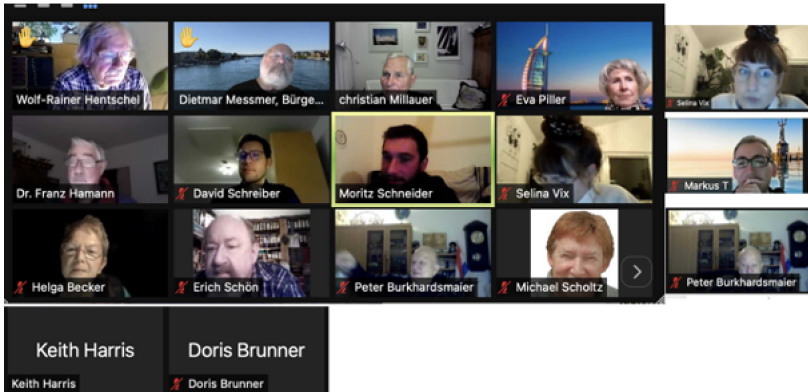 Wolf-Rainer Hentschel
Dietmar Messmer, Bürge...
christian Millauer
Eva Piller
Selina Vix
Dr. Franz Hamann
David Schreiber
Moritz Schneider
Selina Vix
Markus T
Helga Becker
Erich Schön
Peter Burkhardsmaier
Michael Scholtz
Peter Burkhardsmaier
Keith Harris
Doris Brunner
Keith Harris
Doris Brunner